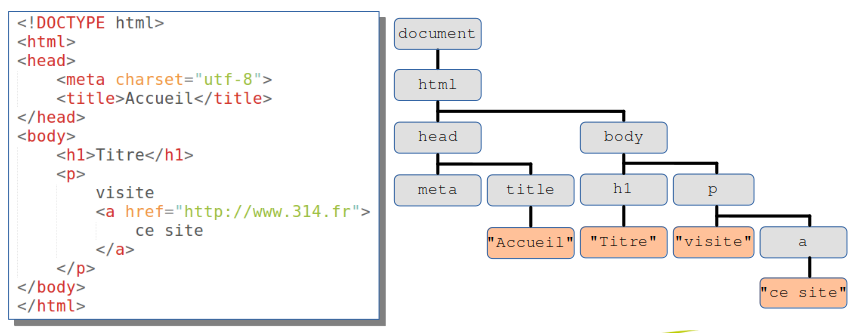 <!DOCTYPE html>
<html>
<head>
    <meta charset="utf-8">
    <title>Accueil</title>
</head>
<body>
    <h1>Titre</h1>
    <p>
        visite
        <a href="http://www.314.fr">
            ce site
        </a>
    </p>
</body>
</html>
document
html
head body
meta title h1 p
"Accueil" "Titre" "visite" a
"ce site"